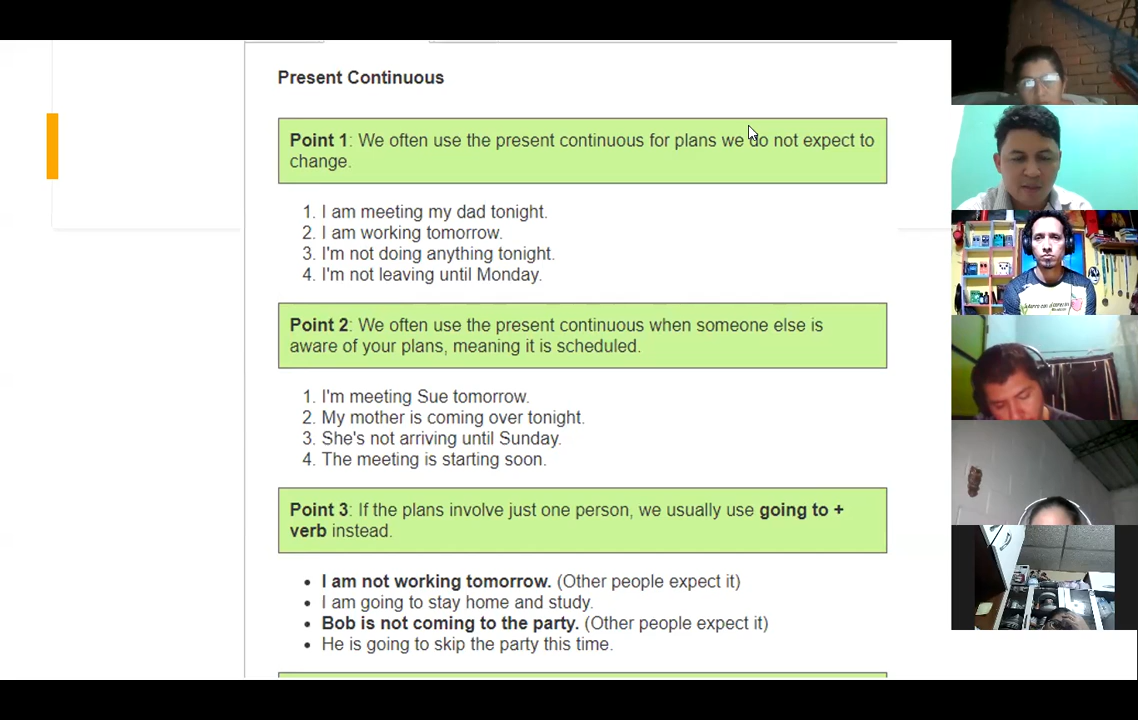 Present Continuous
Point 1: We often use the present continuous for plans we do not expect to
change.
1. I am meeting my dad tonight.
2. I am working tomorrow.
3. I'm not doing anything tonight.
4. I'm not leaving until Monday.
Point 2: We often use the present continuous when someone else is
aware of your plans, meaning it is scheduled.
1. I'm meeting Sue tomorrow.
2. My mother is coming over tonight.
3. She's not arriving until Sunday.
4. The meeting is starting soon.
Point 3: If the plans involve just one person, we usually use going to +
verb instead.
• I am not working tomorrow. (Other people expect it)
• I am going to stay home and study.
• Bob is not coming to the party. (Other people expect it)
• He is going to skip the party this time.